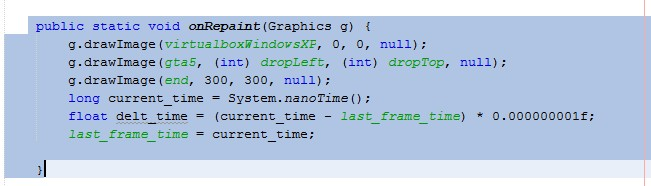 public static void onRepaint(Graphics g) {
g.drawImage(virtualboxWindowsXP, 0, 0, null);
g.drawImage(gta5, (int) dropLeft, (int) dropTop, null);
g.drawImage(end, 300, 300, null);
long current_time = System.nanoTime();
float delt_time = (current_time - last_frame_time) * 0.000000001f;
last_frame_time = current_time;
}